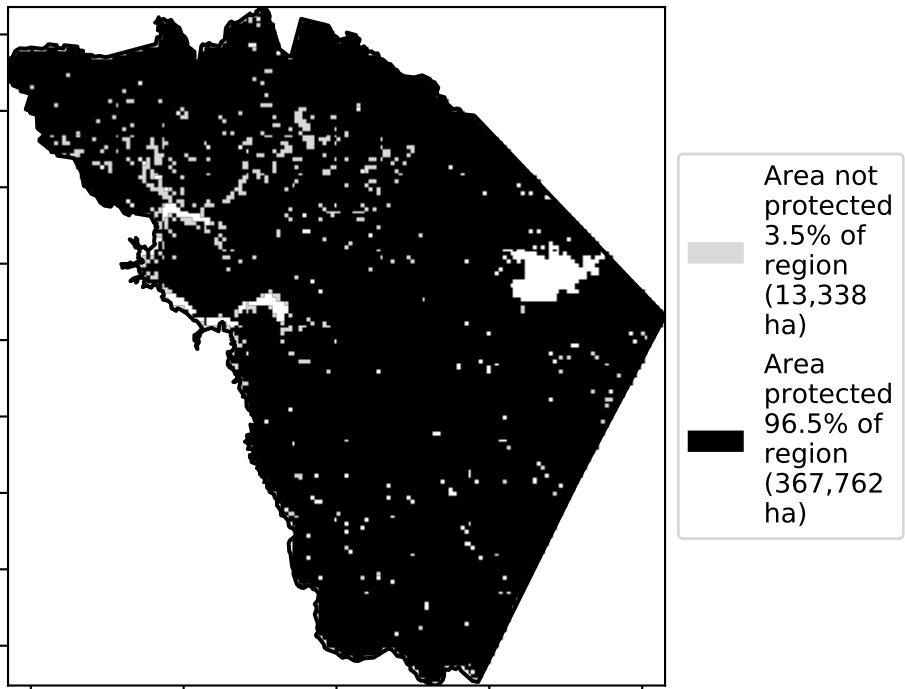 Area not
protected
3.5% of
region
(13,338
ha)
Area
protected
96.5% of
region
(367,762
ha)